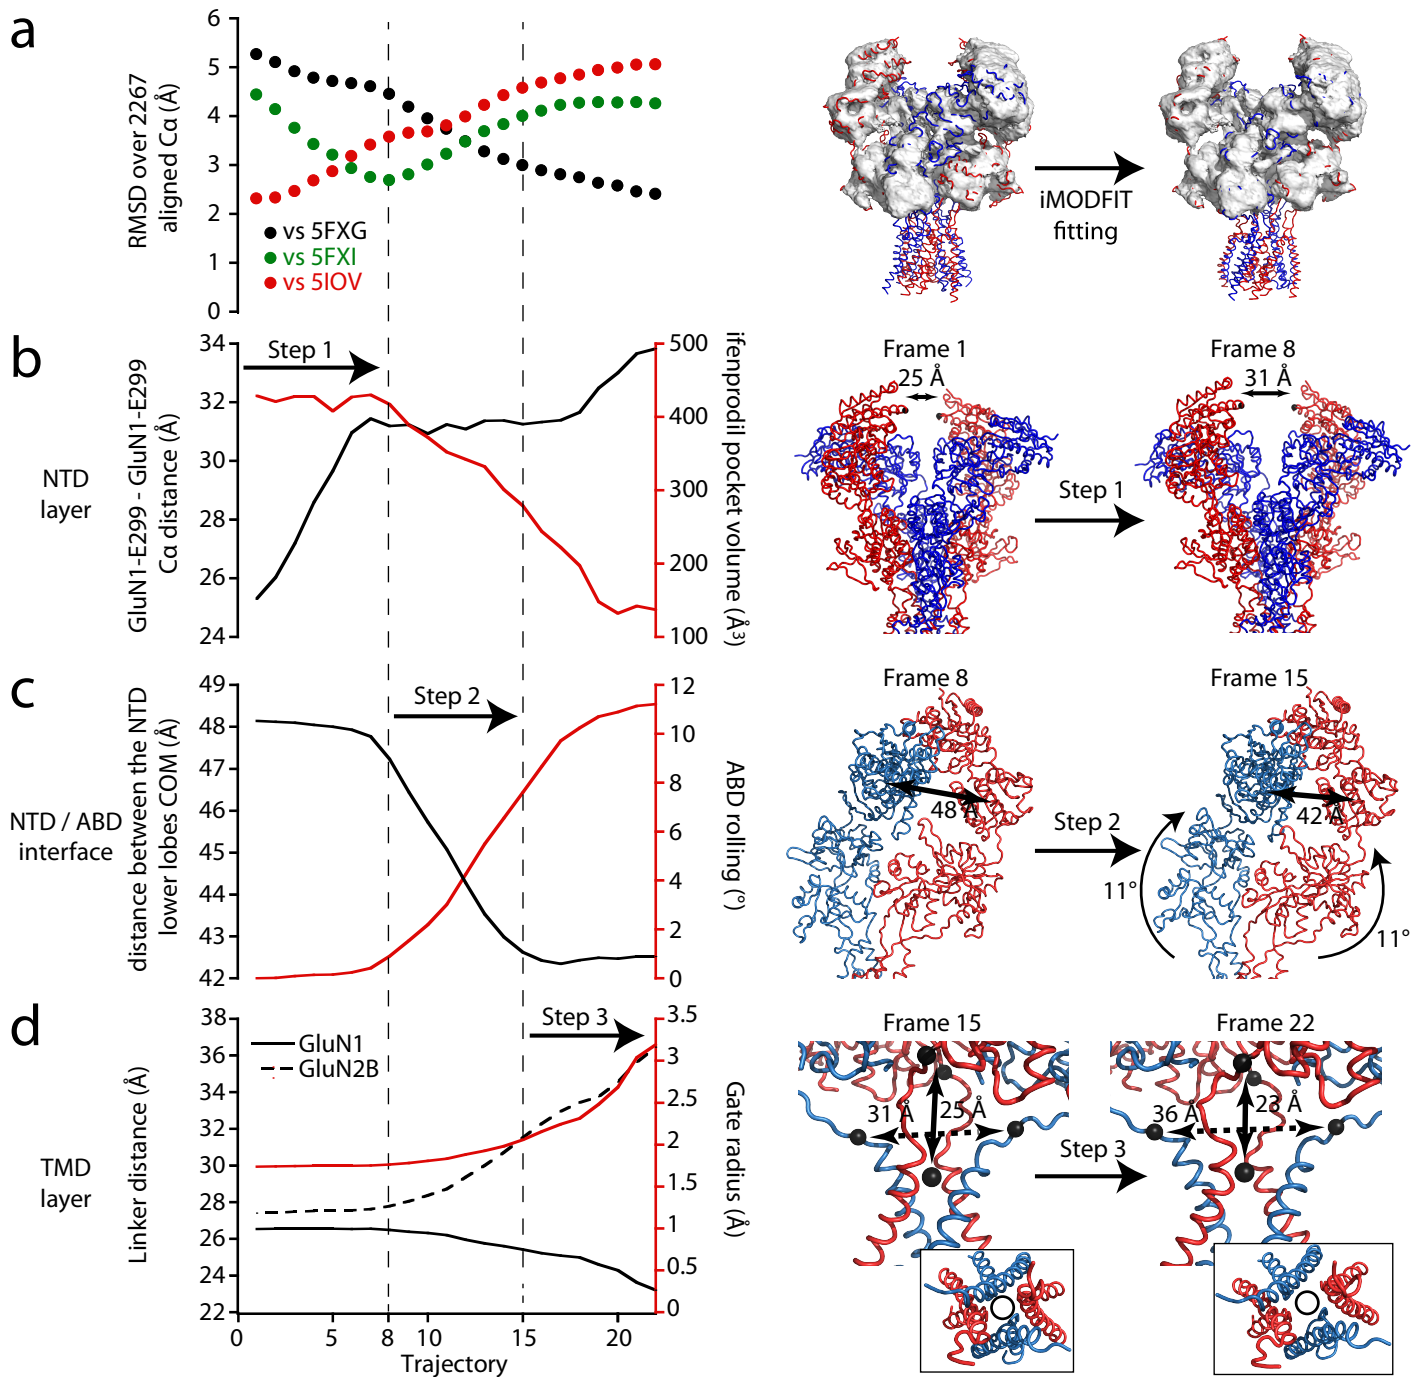 a
RMSD over 2267
aligned Cα (Å)
6
5
4
3
2
1
0
vs 5FXG
vs 5FXI
vs 5IOV
iMODFIT
fitting
b
NTD
layer
GluN1-E299 - GluN1-E299
Cα distance (Å)
34
32
30
28
26
24
Step 1
500
400
300
200
100
ifenprodil pocket volume (Å³)
Frame 1
25 Å
Step 1
Frame 8
31 Å
c
NTD / ABD
interface
distance between the NTD
lower lobes COM (Å)
49
48
47
46
45
44
43
42
Step 2
12
10
8
6
4
2
0
ABD rolling (°)
Frame 8
48 Å
Step 2
Frame 15
42 Å
11°
11°
d
TMD
layer
Linker distance (Å)
38
36
34
32
30
28
26
24
22
GluN1
GluN2B
Step 3
3.5
3
2.5
2
1.5
1
0.5
0
Gate radius (Å)
0
5
8
10
15
20
Trajectory
Frame 15
31 Å
25 Å
Step 3
Frame 22
36 Å
23 Å